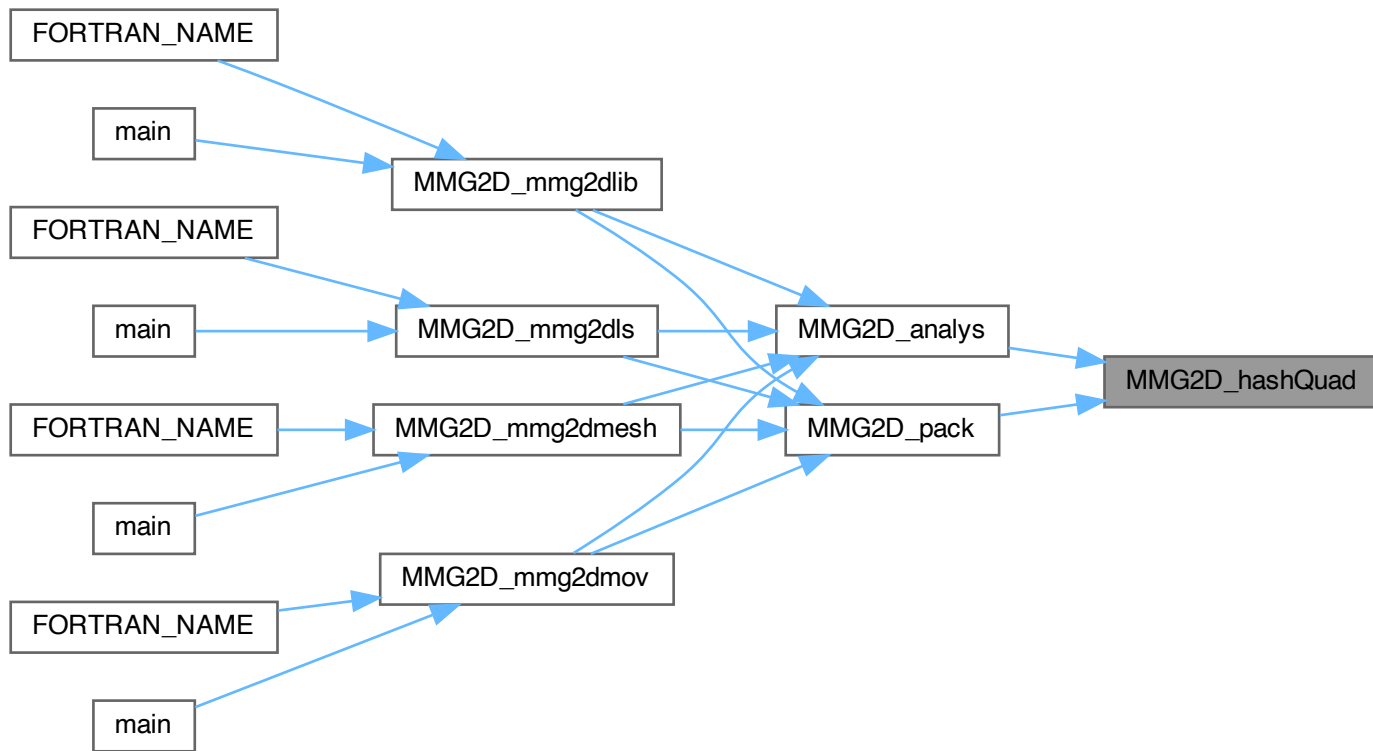 FORTRAN_NAME
main
MMG2D_mmg2dlib
FORTRAN_NAME
main
MMG2D_mmg2dls
MMG2D_analys
MMG2D_hashQuad
FORTRAN_NAME
MMG2D_mmg2dmesh
MMG2D_pack
main
MMG2D_mmg2dmov
FORTRAN_NAME
main